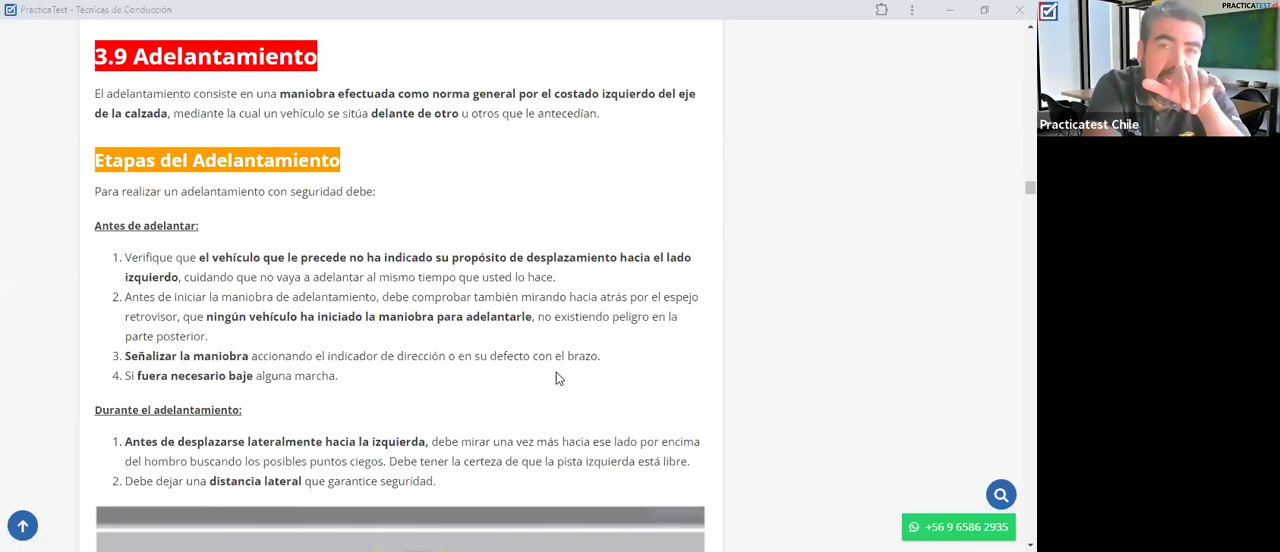 PracticaTest - Técnicas de Conducción
PRACTICATEST.cl
Practicatest Chile
3.9 Adelantamiento
El adelantamiento consiste en una maniobra efectuada como norma general por el costado izquierdo del eje
de la calzada, mediante la cual un vehículo se sitúa delante de otro u otros que le antecedían.
Etapas del Adelantamiento
Para realizar un adelantamiento con seguridad debe:
Antes de adelantar:
1. Verifique que el vehículo que le precede no ha indicado su propósito de desplazamiento hacia el lado
izquierdo, cuidando que no vaya a adelantar al mismo tiempo que usted lo hace.
2. Antes de iniciar la maniobra de adelantamiento, debe comprobar también mirando hacia atrás por el espejo
retrovisor, que ningún vehículo ha iniciado la maniobra para adelantarle, no existiendo peligro en la
parte posterior.
3. Señalizar la maniobra accionando el indicador de dirección o en su defecto con el brazo.
4. Si fuera necesario baje alguna marcha.
Durante el adelantamiento:
1. Antes de desplazarse lateralmente hacia la izquierda, debe mirar una vez más hacia ese lado por encima
del hombro buscando los posibles puntos ciegos. Debe tener la certeza de que la pista izquierda está libre.
2. Debe dejar una distancia lateral que garantice seguridad.
+56 9 6586 2935